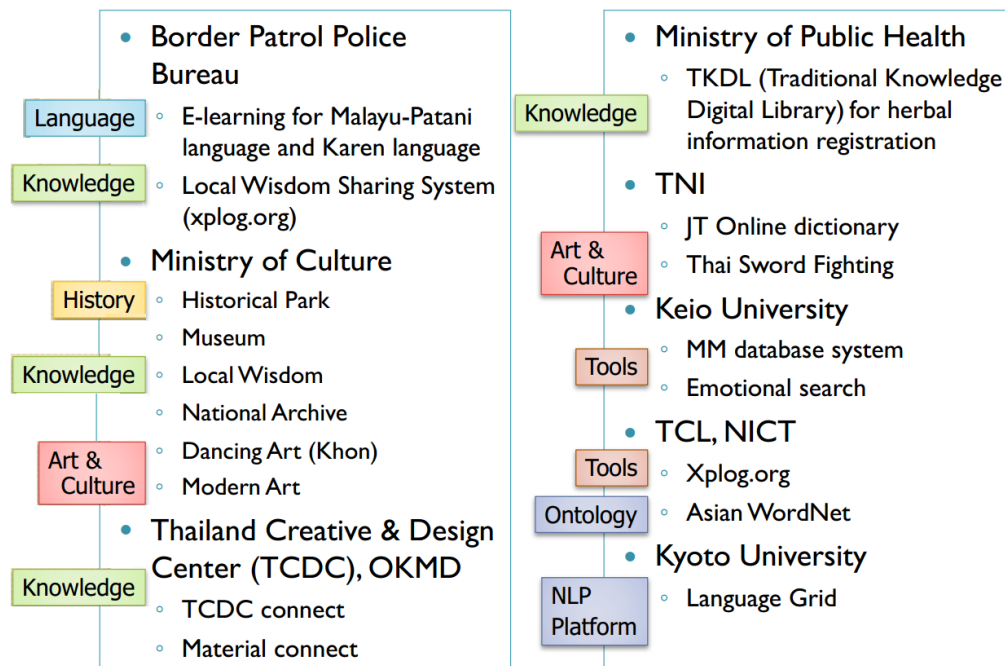 Border Patrol Police
Bureau
Language
E-learning for Malayu-Patani
language and Karen language
Knowledge
Local Wisdom Sharing System
(xplog.org)
Ministry of Culture
History
Historical Park
Museum
Knowledge
Local Wisdom
National Archive
Art &
Culture
Dancing Art (Khon)
Modern Art
Thailand Creative & Design
Center (TCDC), OKMD
Knowledge
TCDC connect
Material connect
Ministry of Public Health
Knowledge
TKDL (Traditional Knowledge
Digital Library) for herbal
information registration
TNI
Art &
Culture
JT Online dictionary
Thai Sword Fighting
Keio University
Tools
MM database system
Emotional search
TCL, NICT
Tools
Xplog.org
Ontology
Asian WordNet
Kyoto University
NLP
Platform
Language Grid